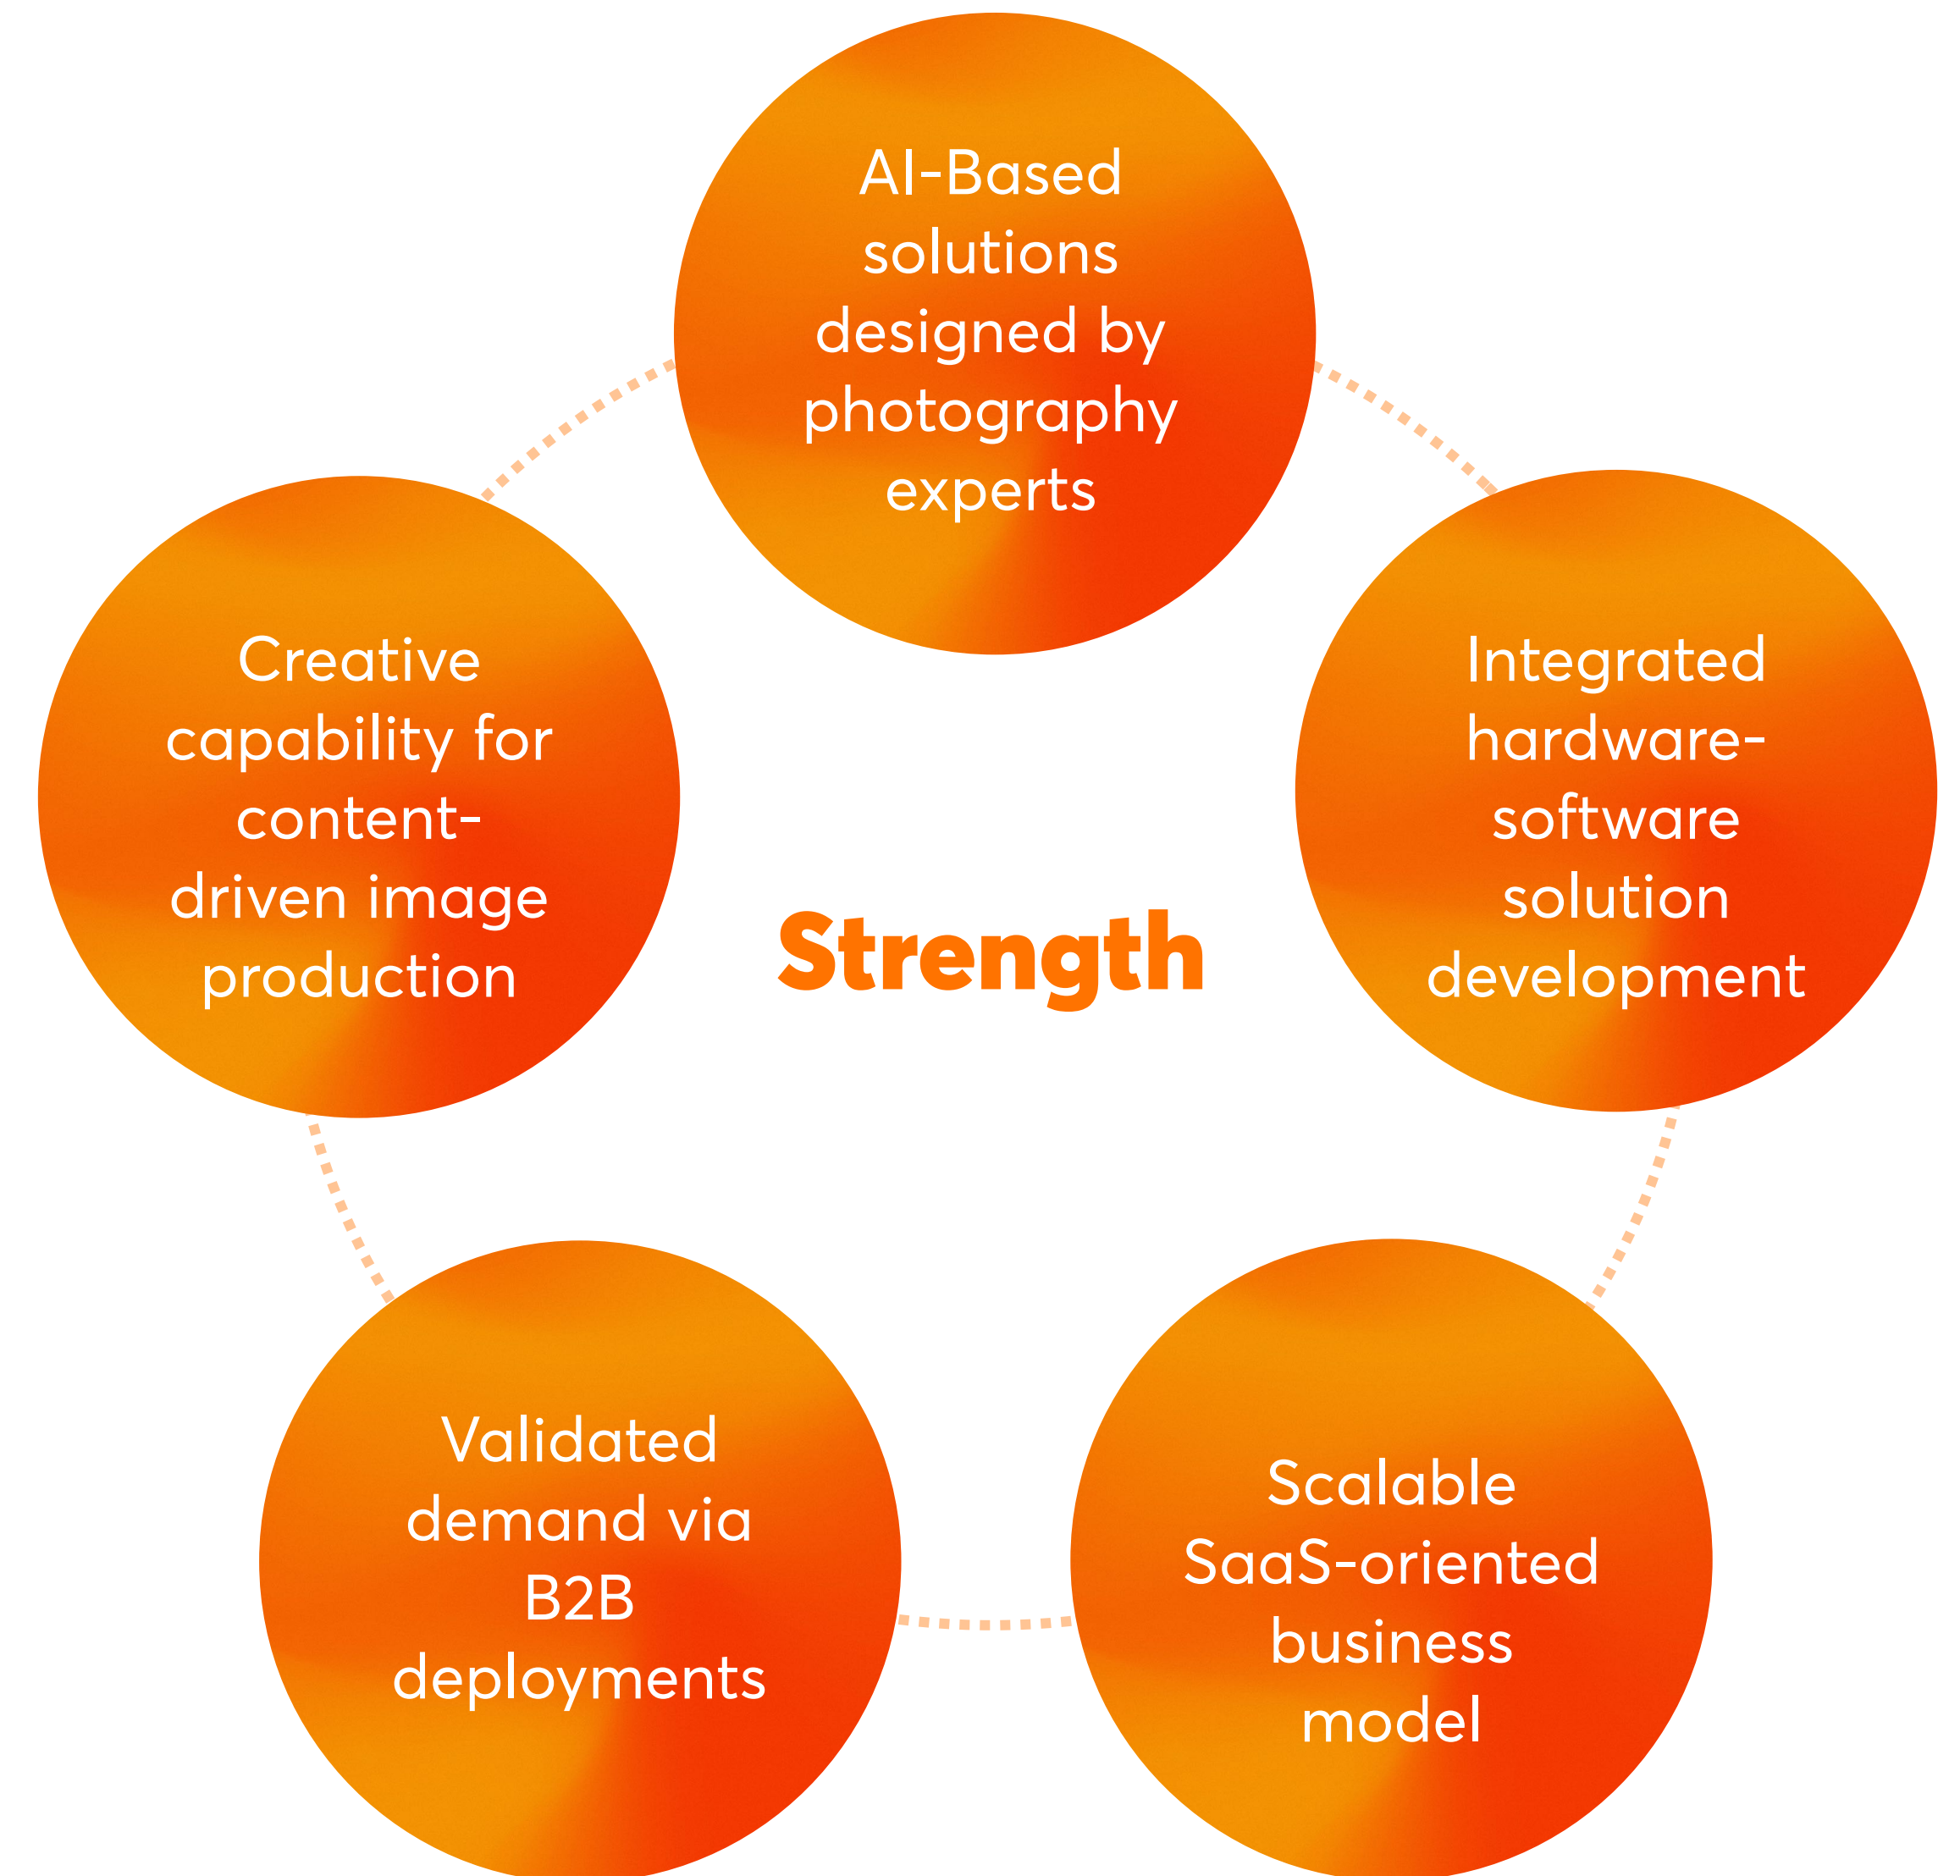 AI-Based
solutions
designed by
photography
experts
Creative
capability for
content-
driven image
production
Integrated
hardware-
software
solution
development
Strength
Validated
demand via
B2B
deployments
Scalable
SaaS-oriented
business
model